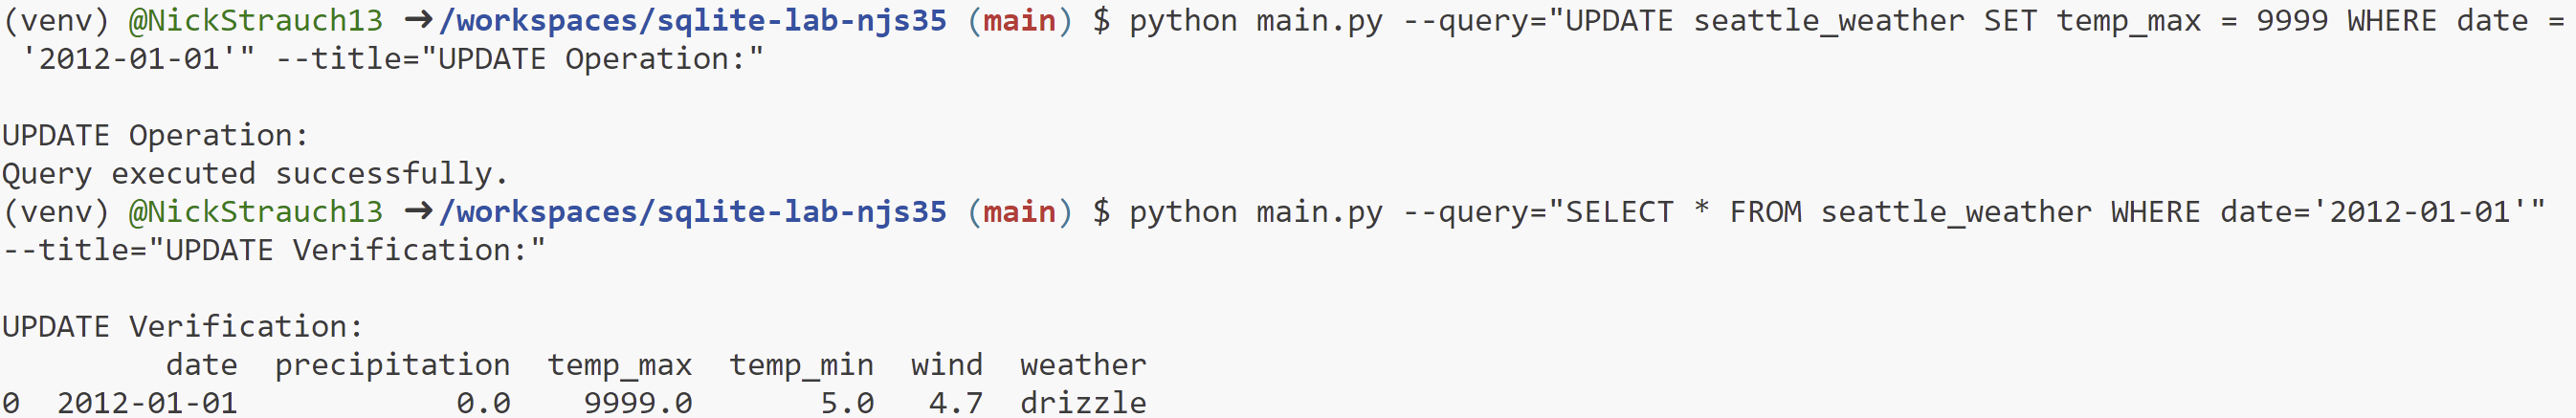 (venv) @NickStrauch13 ➜/workspaces/sqlite-lab-njs35 (main) $ python main.py --query="UPDATE seattle_weather SET temp_max = 9999 WHERE date =
 '2012-01-01'" --title="UPDATE Operation:"
UPDATE Operation:
Query executed successfully.
(venv) @NickStrauch13 ➜/workspaces/sqlite-lab-njs35 (main) $ python main.py --query="SELECT * FROM seattle_weather WHERE date='2012-01-01'"
--title="UPDATE Verification:"
UPDATE Verification:
         date  precipitation  temp_max  temp_min  wind  weather
0  2012-01-01            0.0    9999.0       5.0   4.7  drizzle